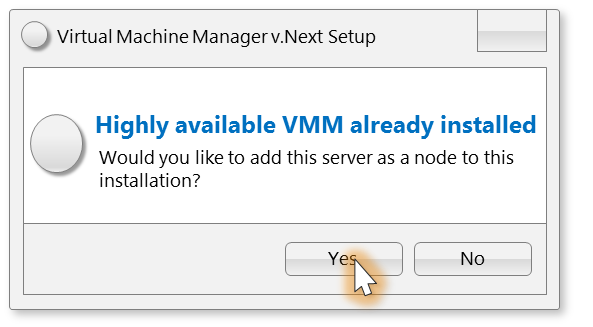 Virtual Machine Manager v.Next Setup
Highly available VMM already installed
Would you like to add this server as a node to this
installation?
Yes No